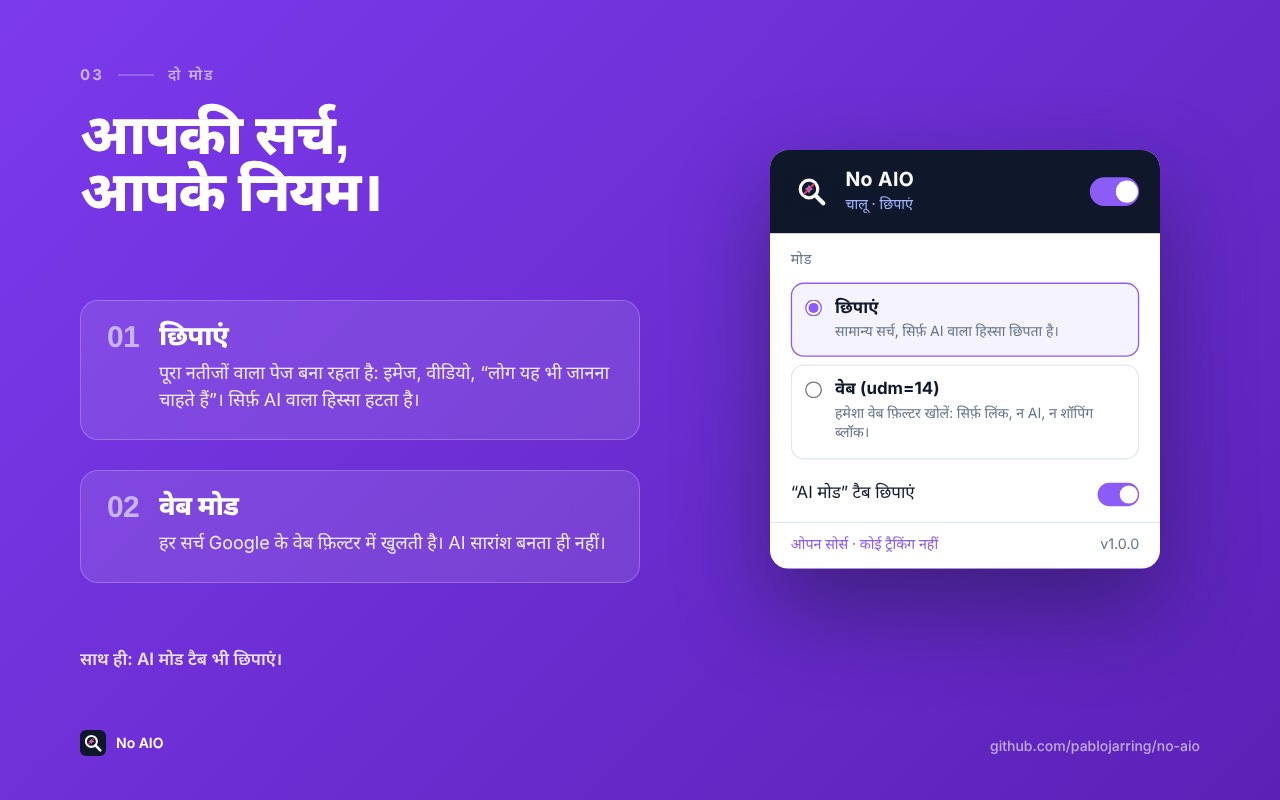 03 —— दो मोड
आपकी सर्च,
आपके नियम।
01 छिपाएं
पूरा नतीजों वाला पेज बना रहता है: इमेज, वीडियो, “लोग यह भी जानना
चाहते हैं”। सिर्फ़ AI वाला हिस्सा हटता है।
02 वेब मोड
हर सर्च Google के वेब फ़िल्टर में खुलती है। AI सारांश बनता ही नहीं।
साथ ही: AI मोड टैब भी छिपाएं।
No AIO
चालू · छिपाएं
मोड
छिपाएं
सामान्य सर्च, सिर्फ़ AI वाला हिस्सा छिपता है।
वेब (udm=14)
हमेशा वेब फ़िल्टर खोलें: सिर्फ़ लिंक, न AI, न शॉपिंग
ब्लॉक।
“AI मोड” टैब छिपाएं
ओपन सोर्स · कोई ट्रैकिंग नहीं v1.0.0
No AIO
github.com/pablojarring/no-aio